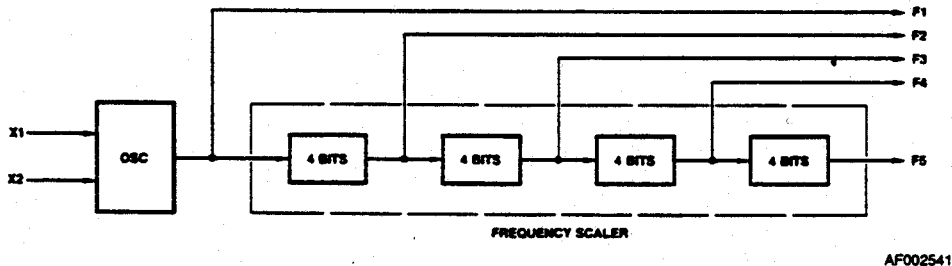 F1
F2
F3
F4
X1
OSC
4 BITS
4 BITS
4 BITS
4 BITS
F5
X2
FREQUENCY SCALER
AF002541